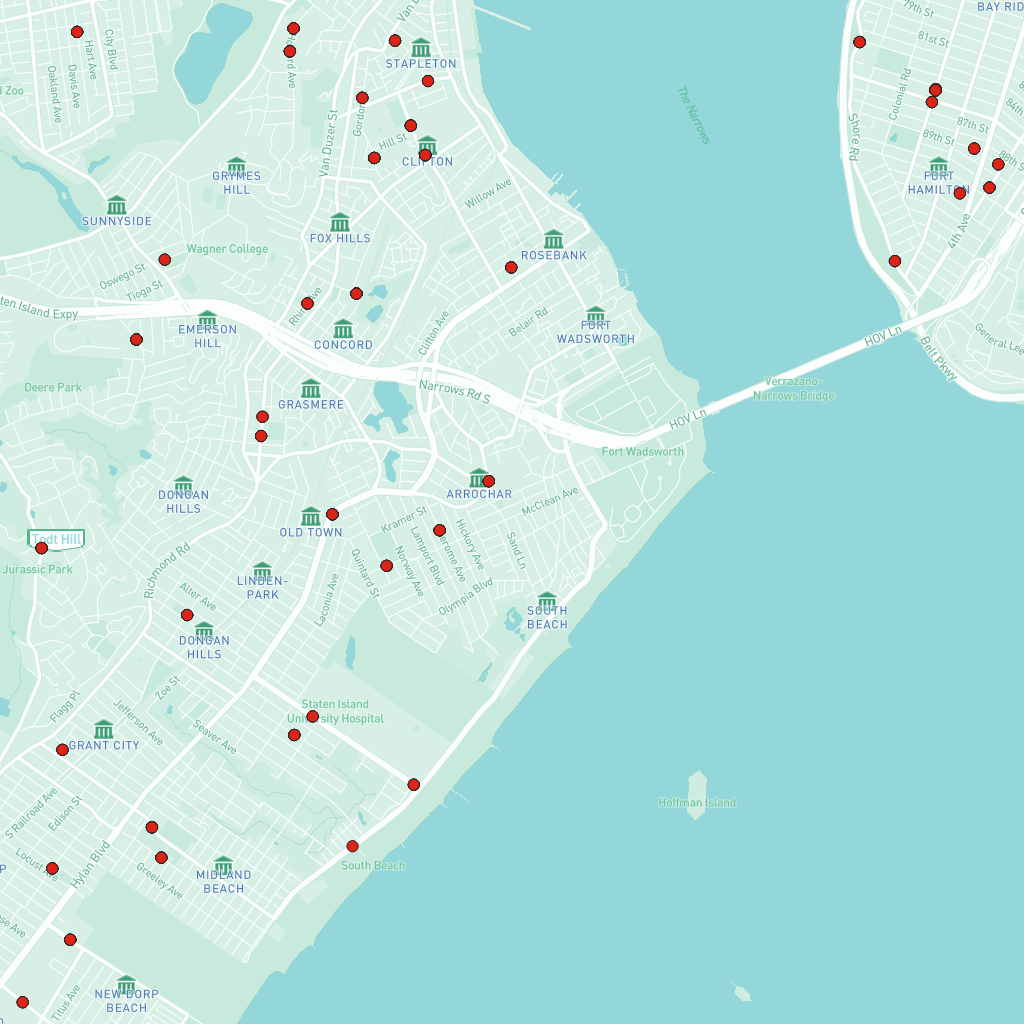 79th St
BAY RID
Van D
Hart Ave
City Blvd
Davis Ave
Oakland Ave
d Zoo
STAPLETON
81st St
Colonial Rd
84th
The Narrows
Gordon
Van Duzer St
Hill St
CLIFTON
Shore Rd
87th St
89th St
88th S
GRYMES
HILL
FORT
HAMILTON
Willow Ave
SUNNYSIDE
FOX HILLS
Wagner College
ROSEBANK
4th Ave
Oswego St
Tioga St
ten Island Expy
Belair Rd
FORT
WADSWORTH
EMERSON
HILL
CONCORD
Clifton Ave
HOV Ln
General Lee
Belt Pkwy
Deere Park
GRASMERE
Narrows Rd S
Verrazano-
Narrows Bridge
HOV Ln
Fort Wadsworth
DONGAN
HILLS
ARROCHAR
McClean Ave
OLD TOWN
Kramer St
Hickory Ave
Sand Ln
Todt Hill
Jurassic Park
Richmond Rd
Quintard St
Norway Ave
Lamport Blvd
erome Ave
Olympia Blvd
LINDEN-
PARK
Alter Ave
Laconia Ave
SOUTH
BEACH
DONGAN
HILLS
Zoe St
Flagg Pl
Jefferson Ave
Seaver Ave
Staten Island
University Hospital
GRANT CITY
S Railroad Ave
Edison St
Hoffman Island
Locust Ave
Hylan Blvd
Greeley Ave
MIDLAND
BEACH
South Beach
NEW DORP
BEACH
Titus Ave